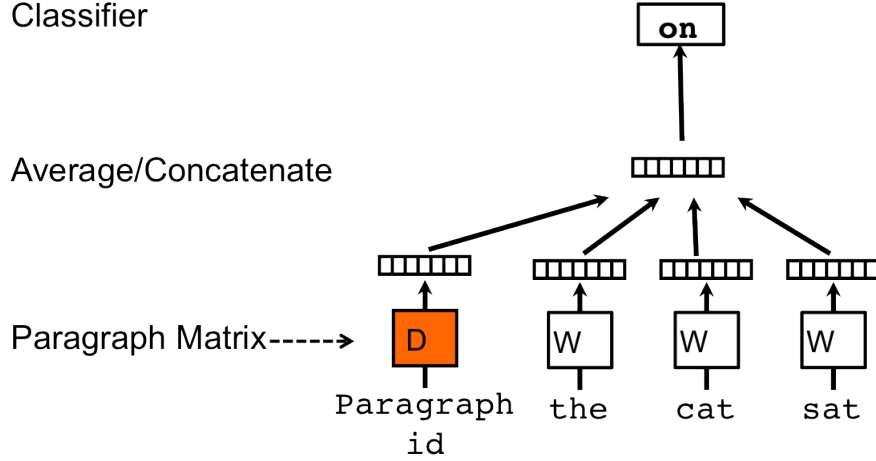 Classifier
on
Average/Concatenate
Paragraph Matrix
D
W
W
W
Paragraph
id
the
cat
sat